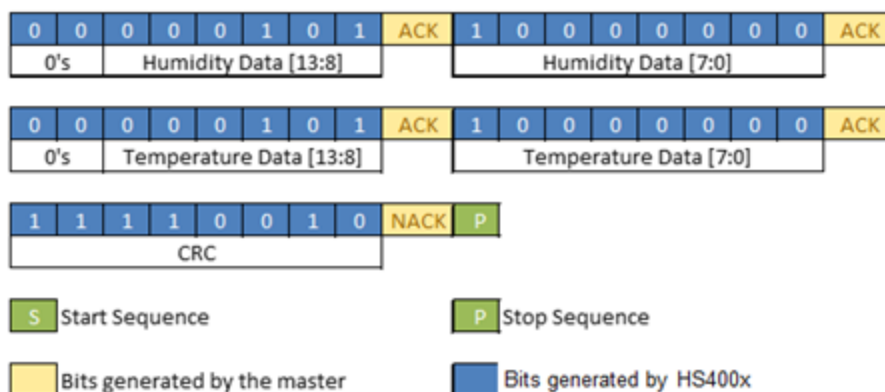 0 0 0 0 0 1 0 1 ACK 1 0 0 0 0 0 0 0 ACK
0's Humidity Data [13:8] Humidity Data [7:0]
0 0 0 0 0 1 0 1 ACK 1 0 0 0 0 0 0 0 ACK
0's Temperature Data [13:8] Temperature Data [7:0]
1 1 1 1 0 0 1 0 NACK P
CRC
S Start Sequence P Stop Sequence
Bits generated by the master Bits generated by HS400x